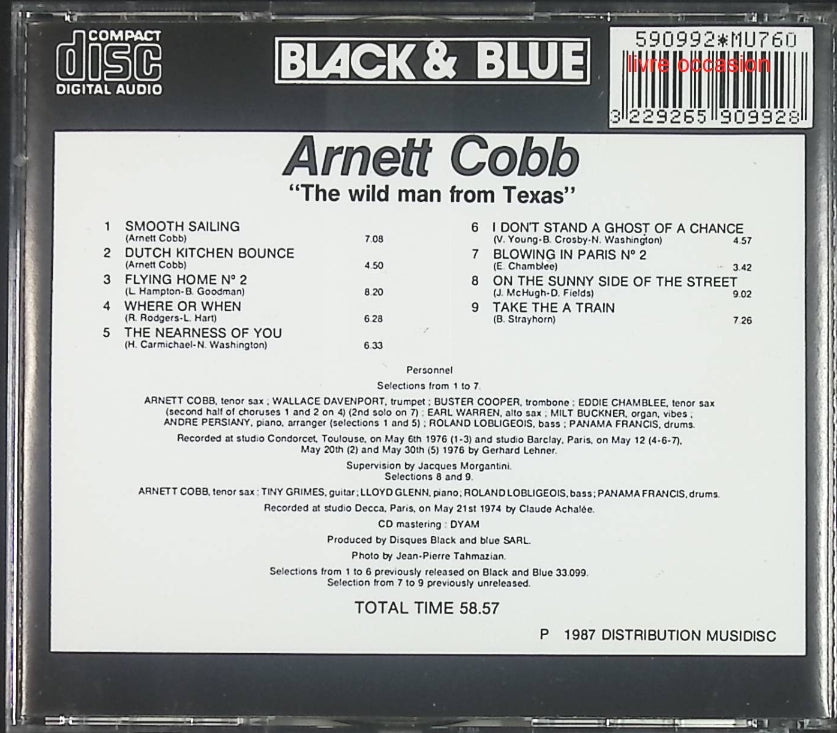 COMPACT
disc
DIGITAL AUDIO
BLACK & BLUE
590992*MU760
livre occasion
3 229265 909928
Arnett Cobb
“The wild man from Texas”
1 SMOOTH SAILING
(Arnett Cobb) 7.08
2 DUTCH KITCHEN BOUNCE
(Arnett Cobb) 4.50
3 FLYING HOME N° 2
(L. Hampton-B. Goodman) 8.20
4 WHERE OR WHEN
(R. Rodgers-L. Hart) 6.28
5 THE NEARNESS OF YOU
(H. Carmichael-N. Washington) 6.33
6 I DON'T STAND A GHOST OF A CHANCE
(V. Young-B. Crosby-N. Washington) 4.57
7 BLOWING IN PARIS N° 2
(E. Chamblee) 3.42
8 ON THE SUNNY SIDE OF THE STREET
(J. McHugh-D. Fields) 9.02
9 TAKE THE A TRAIN
(B. Strayhorn) 7.26
Personnel
Selections from 1 to 7.
ARNETT COBB, tenor sax ; WALLACE DAVENPORT, trumpet ; BUSTER COOPER, trombone ; EDDIE CHAMBLEE, tenor sax
(second half of choruses 1 and 2 on 4) (2nd solo on 7) ; EARL WARREN, alto sax ; MILT BUCKNER, organ, vibes ;
ANDRE PERSIANY, piano, arranger (selections 1 and 5) ; ROLAND LOBLIGEOIS, bass ; PANAMA FRANCIS, drums.
Recorded at studio Condorcet, Toulouse, on May 6th 1976 (1-3) and studio Barclay, Paris, on May 12 (4-6-7),
May 20th (2) and May 30th (5) 1976 by Gerhard Lehner.
Supervision by Jacques Morgantini.
Selections 8 and 9.
ARNETT COBB, tenor sax ; TINY GRIMES, guitar ; LLOYD GLENN, piano ; ROLAND LOBLIGEOIS, bass ; PANAMA FRANCIS, drums.
Recorded at studio Decca, Paris, on May 21st 1974 by Claude Achalée.
CD mastering : DYAM
Produced by Disques Black and blue SARL.
Photo by Jean-Pierre Tahmazian.
Selections from 1 to 6 previously released on Black and Blue 33.099.
Selection from 7 to 9 previously unreleased.
TOTAL TIME 58.57
P 1987 DISTRIBUTION MUSIDISC